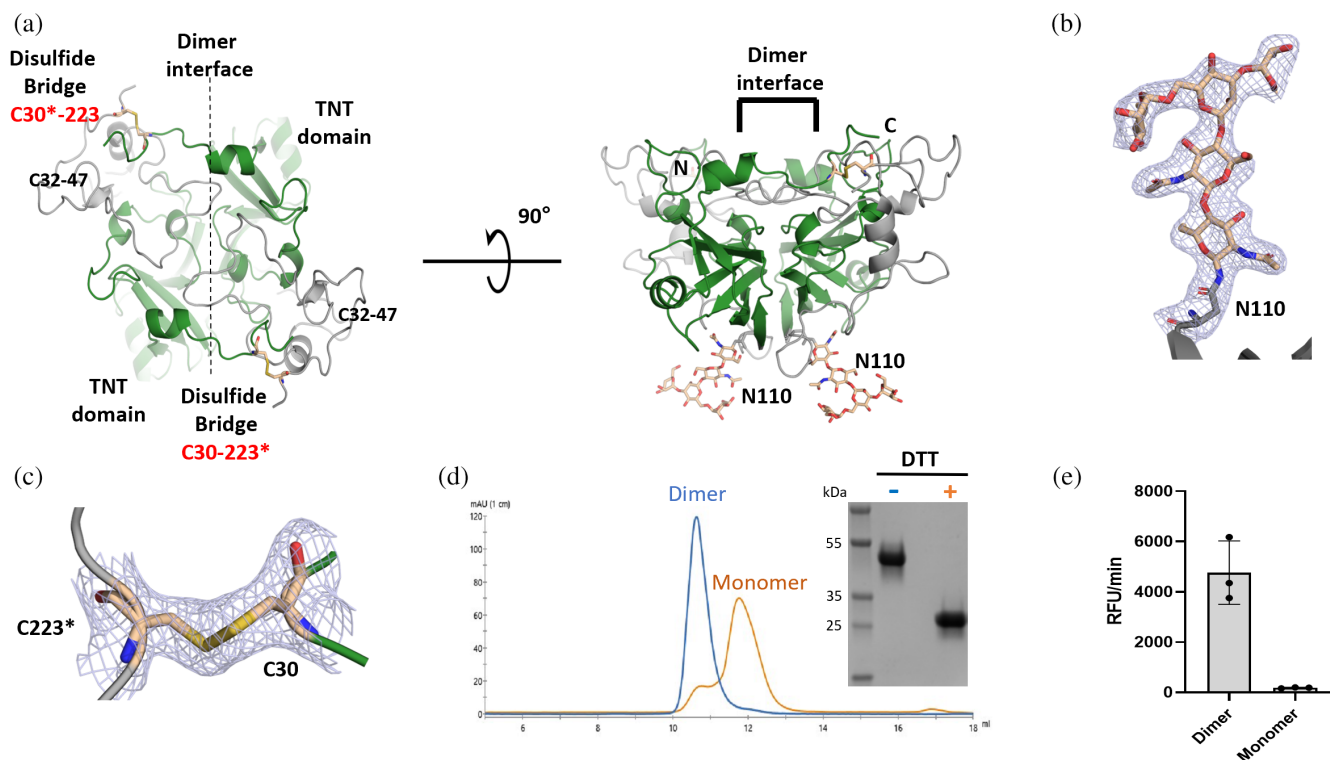 (a)
Disulfide
Bridge
C30*-223
Dimer
interface
TNT
domain
C32-47
C32-47
TNT
domain
Disulfide
Bridge
C30-223*
90°
Dimer
interface
N
C
N110
N110
(b)
N110
(c)
C223*
C30
(d)
mAU (1 cm)
120
100
80
60
40
20
0
6
8
10
12
14
16
18
ml
Dimer
Monomer
DTT
kDa
-
+
55
35
25
(e)
RFU/min
8000
6000
4000
2000
0
Dimer
Monomer